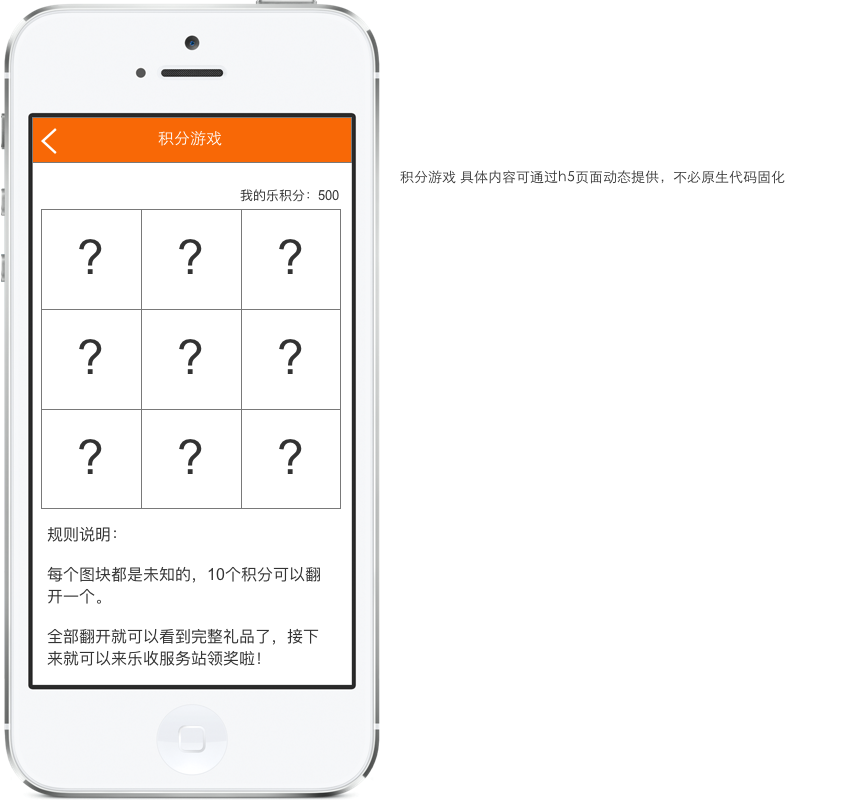 积分游戏
积分游戏 具体内容可通过h5页面动态提供，不必原生代码固化
我的乐积分：500
? ? ?
? ? ?
? ? ?
规则说明：
每个图块都是未知的，10个积分可以翻
开一个。
全部翻开就可以看到完整礼品了，接下
来就可以来乐收服务站领奖啦！